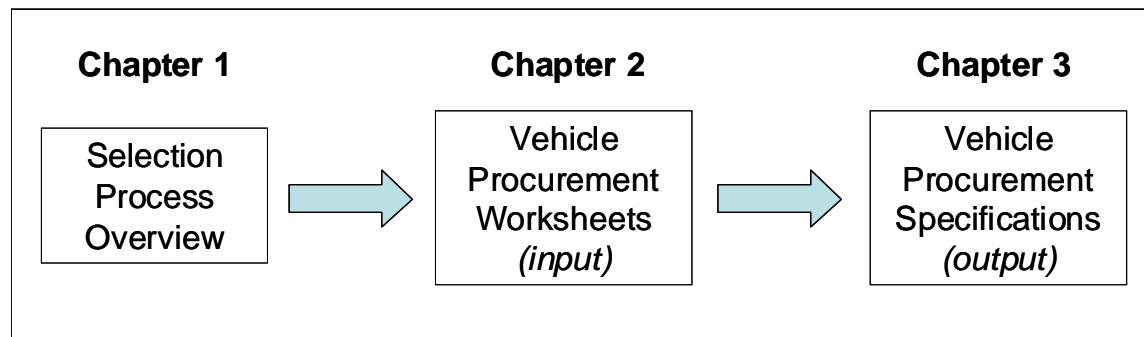 Chapter 1
Selection
Process
Overview
Chapter 2
Vehicle
Procurement
Worksheets
(input)
Chapter 3
Vehicle
Procurement
Specifications
(output)